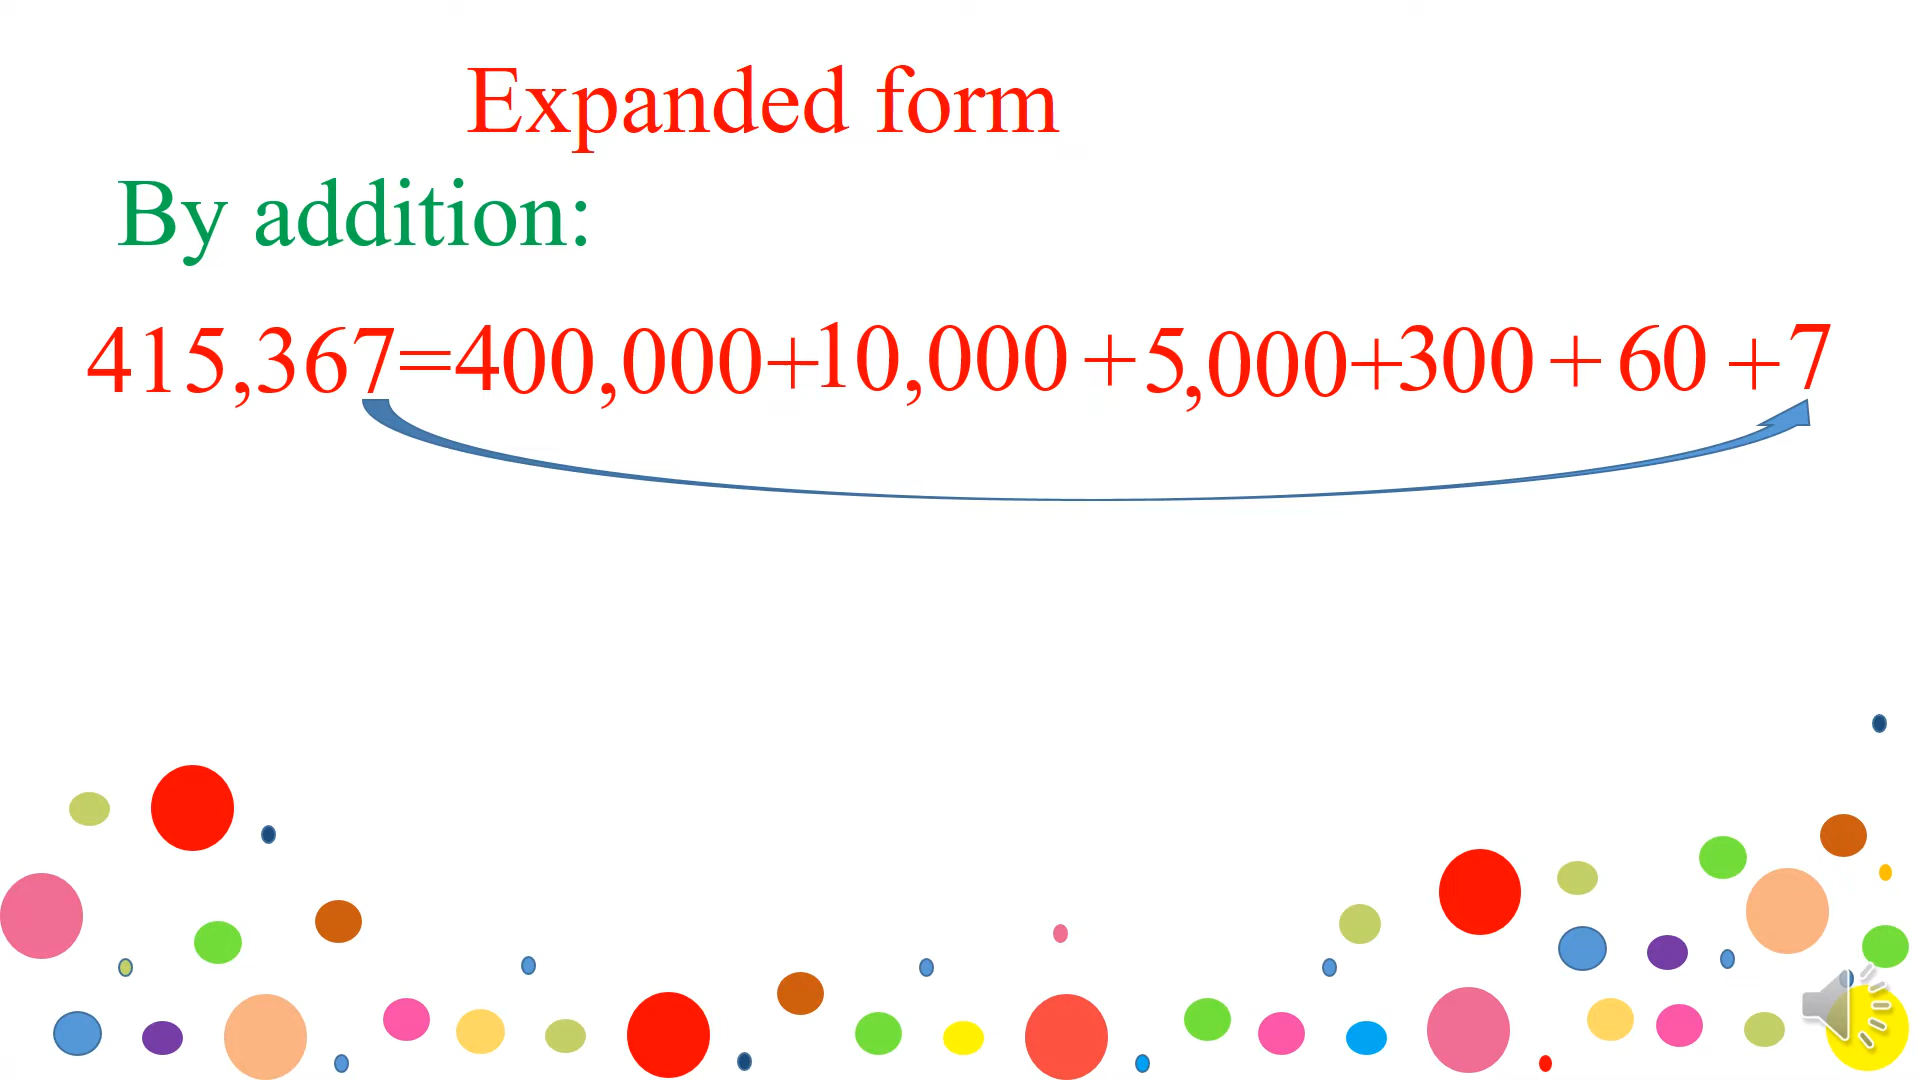 Expanded form
By addition:
415,367=400,000+10,000 + 5,000+300 + 60 +7